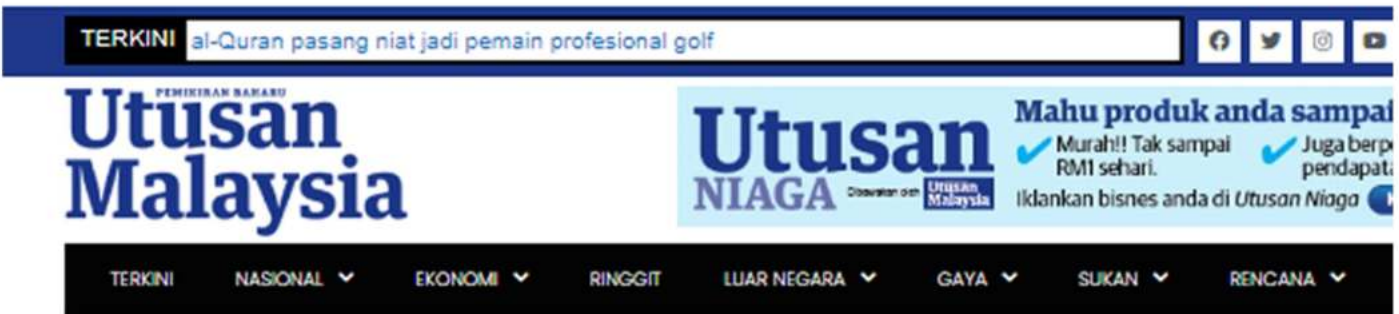 TERKINI al-Quran pasang niat jadi pemain profesional golf
PEMIKIRAN BAHARU
Utusan
Malaysia
Utusan
NIAGA
Dibawakan oleh Utusan Malaysia
Mahu produk anda sampai
Murah!! Tak sampai
RM1 sehari.
Juga berp
pendapat
Iklankan bisnes anda di Utusan Niaga
TERKINI NASIONAL EKONOMI RINGGIT LUAR NEGARA GAYA SUKAN RENCANA